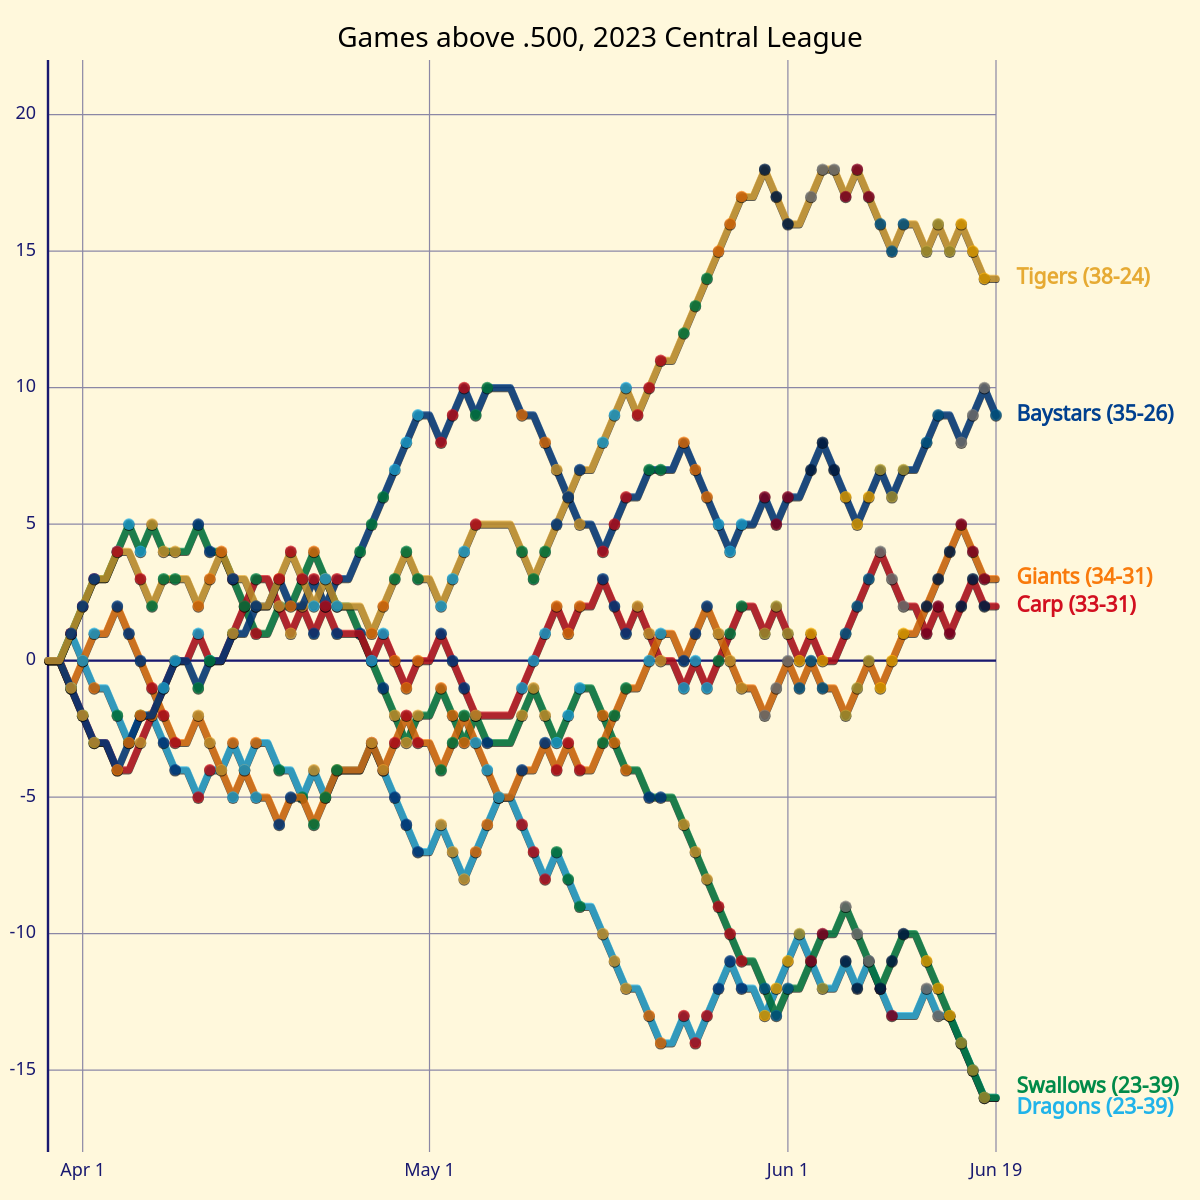 Games above .500, 2023 Central League
20
15
10
5
0
-5
-10
-15
Tigers (38-24)
Baystars (35-26)
Giants (34-31)
Carp (33-31)
Swallows (23-39)
Dragons (23-39)
Apr 1
May 1
Jun 1
Jun 19